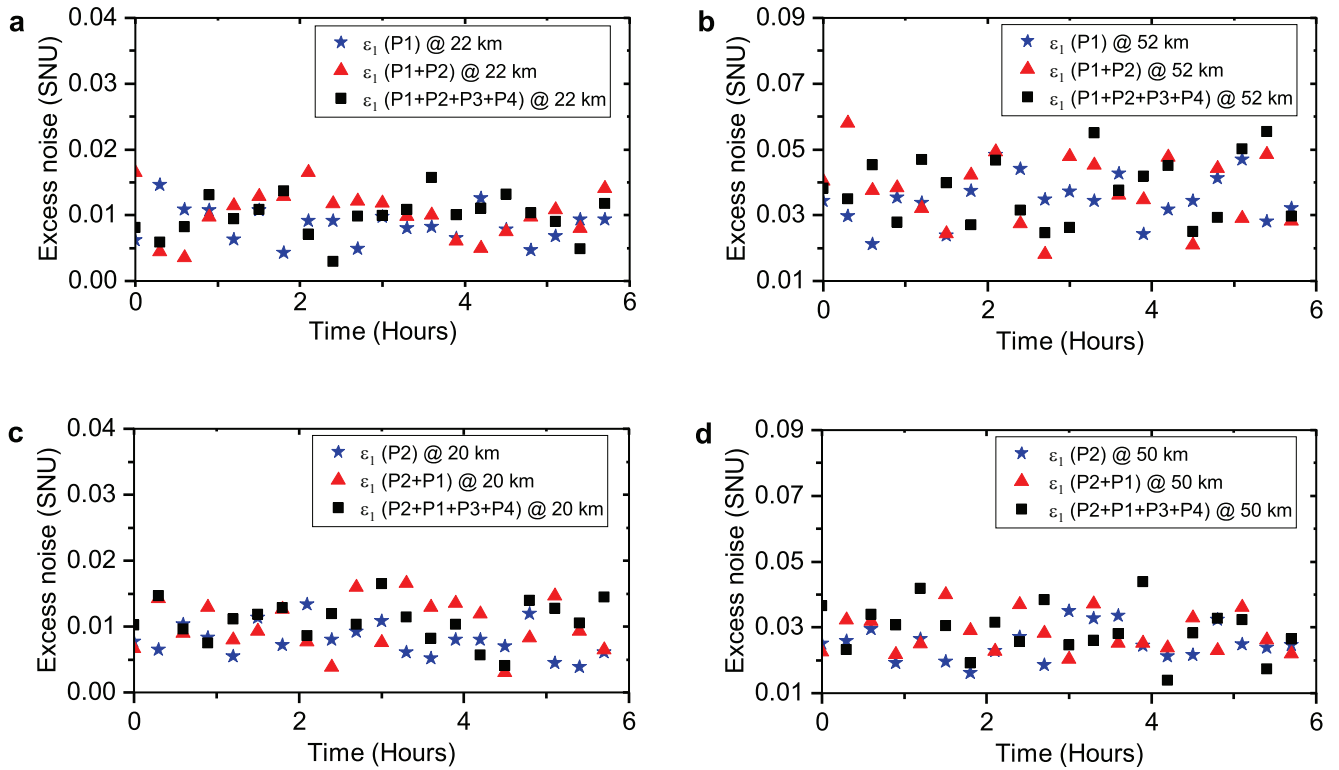 a
0.04
0.03
0.02
0.01
0.00
Excess noise (SNU)
ε1 (P1) @ 22 km
ε1 (P1+P2) @ 22 km
ε1 (P1+P2+P3+P4) @ 22 km
0 2 4 6
Time (Hours)
b
0.09
0.07
0.05
0.03
0.01
Excess noise (SNU)
ε1 (P1) @ 52 km
ε1 (P1+P2) @ 52 km
ε1 (P1+P2+P3+P4) @ 52 km
0 2 4 6
Time (Hours)
c
0.04
0.03
0.02
0.01
0.00
Excess noise (SNU)
ε1 (P2) @ 20 km
ε1 (P2+P1) @ 20 km
ε1 (P2+P1+P3+P4) @ 20 km
0 2 4 6
Time (Hours)
d
0.09
0.07
0.05
0.03
0.01
Excess noise (SNU)
ε1 (P2) @ 50 km
ε1 (P2+P1) @ 50 km
ε1 (P2+P1+P3+P4) @ 50 km
0 2 4 6
Time (Hours)